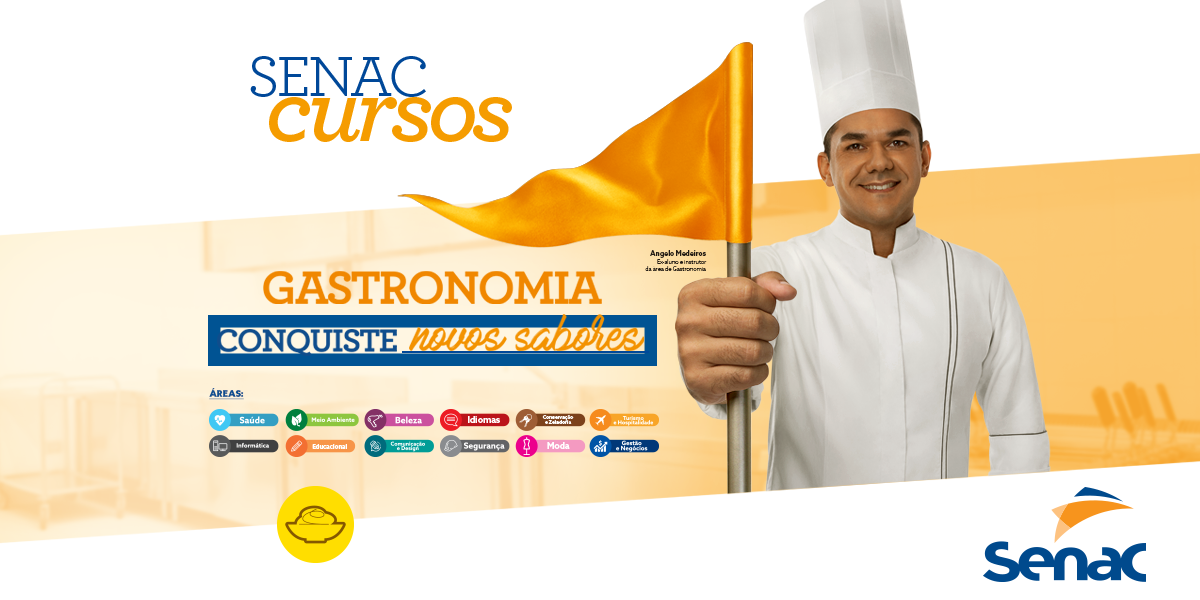 SENAC
cursos
Angelo Medeiros
Ex-aluno e instrutor
da área de Gastronomia
GASTRONOMIA
CONQUISTE novos sabores
ÁREAS:
Saúde
Meio Ambiente
Beleza
Idiomas
Conservação
e Zeladoria
Turismo
e Hospitalidade
Informática
Educacional
Comunicação
e Design
Segurança
Moda
Gestão
e Negócios
Senac